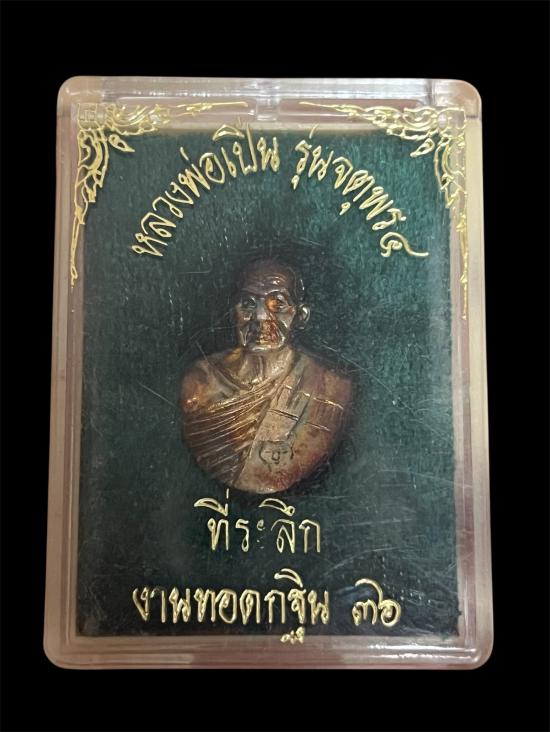 หลวงพ่อเปิ่น รุ่นจตุพร๔
ที่ระลึก
งานทอดกฐิน ๓๖